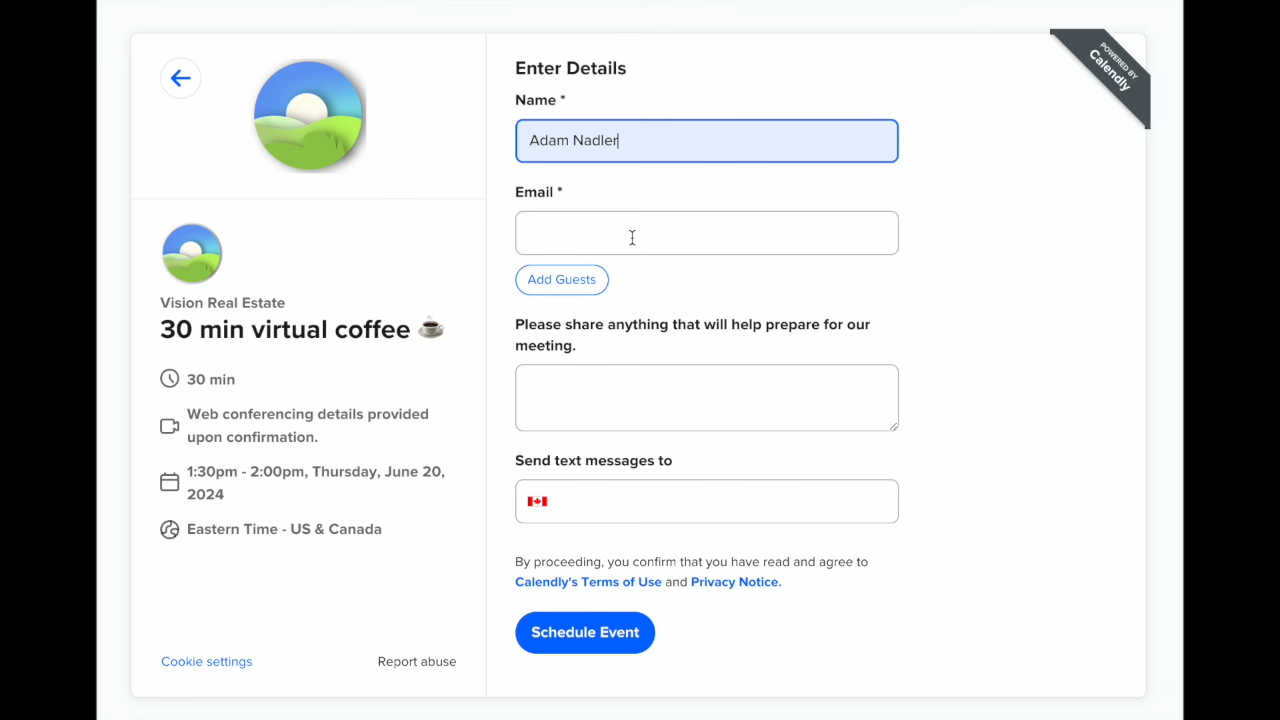 POWERED BY
Calendly
Vision Real Estate
30 min virtual coffee ☕
30 min
Web conferencing details provided
upon confirmation.
1:30pm - 2:00pm, Thursday, June 20,
2024
Eastern Time - US & Canada
Cookie settings
Report abuse
Enter Details
Name *
Adam Nadler
Email *
Add Guests
Please share anything that will help prepare for our
meeting.
Send text messages to
By proceeding, you confirm that you have read and agree to
Calendly's Terms of Use and Privacy Notice.
Schedule Event